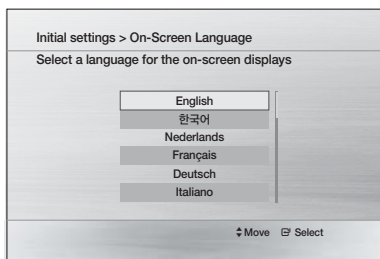 Initial settings > On-Screen Language
Select a language for the on-screen displays
English
한국어
Nederlands
Français
Deutsch
Italiano
Move Select